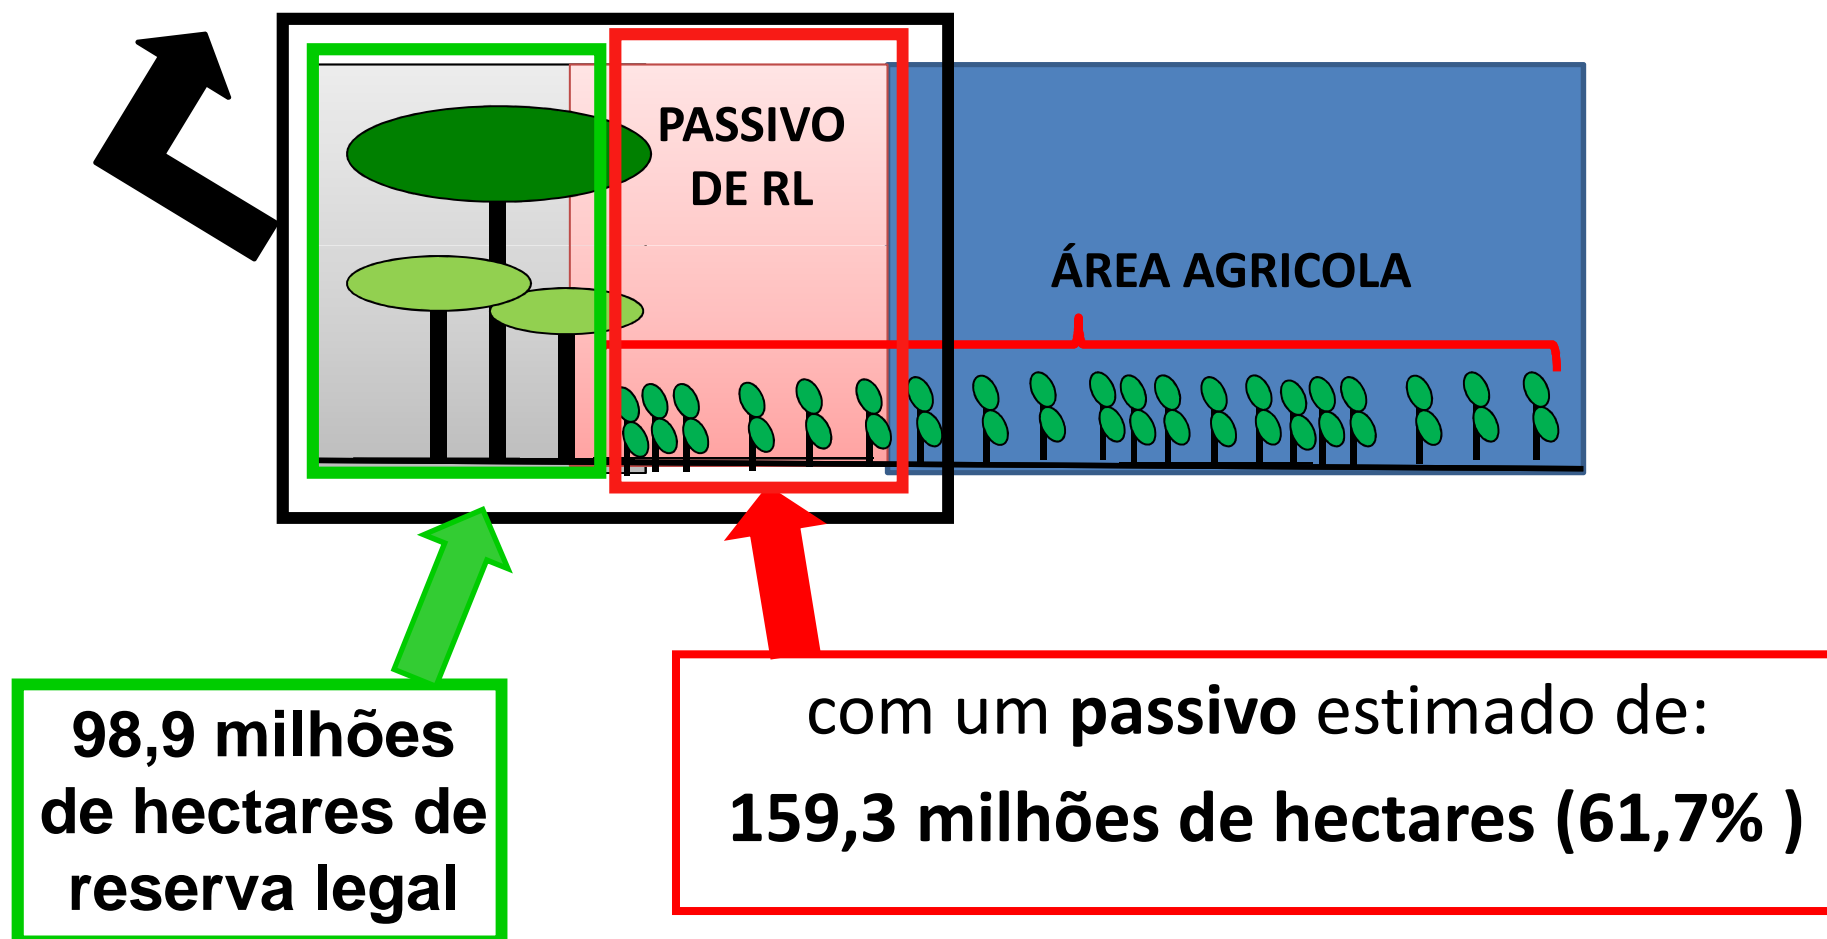 PASSIVO
DE RL
ÁREA AGRICOLA
98,9 milhões
de hectares de
reserva legal
com um passivo estimado de:
159,3 milhões de hectares (61,7% )